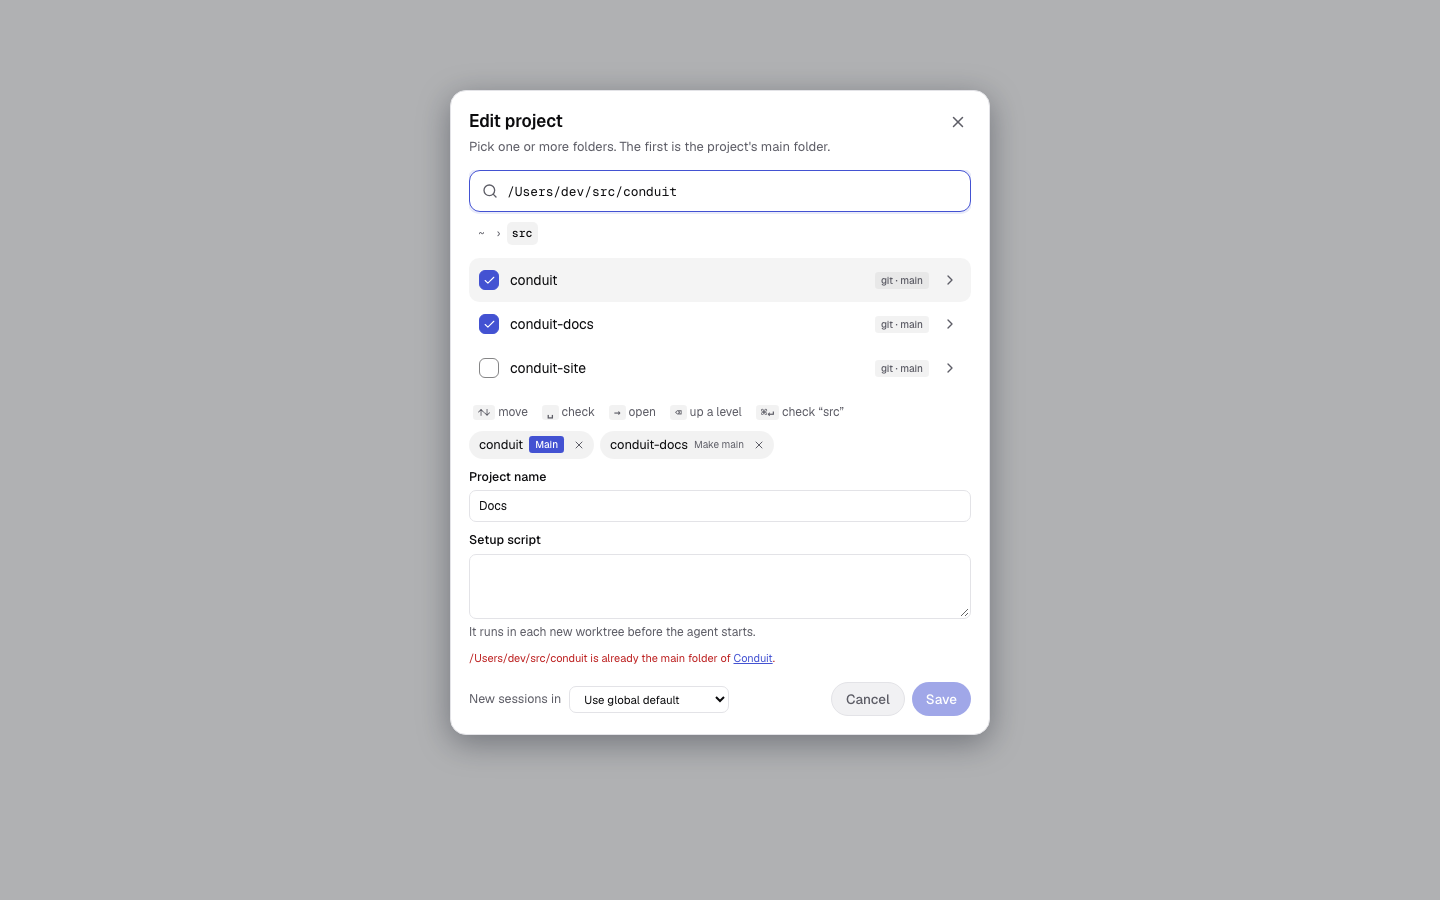 Edit project
Pick one or more folders. The first is the project's main folder.
/Users/dev/src/conduit
~ › src
conduit git · main
conduit-docs git · main
conduit-site git · main
↑↓ move ␣ check → open ⌫ up a level ⌘↵ check “src”
conduit Main × conduit-docs Make main ×
Project name
Docs
Setup script
It runs in each new worktree before the agent starts.
/Users/dev/src/conduit is already the main folder of Conduit.
New sessions in Use global default Cancel Save